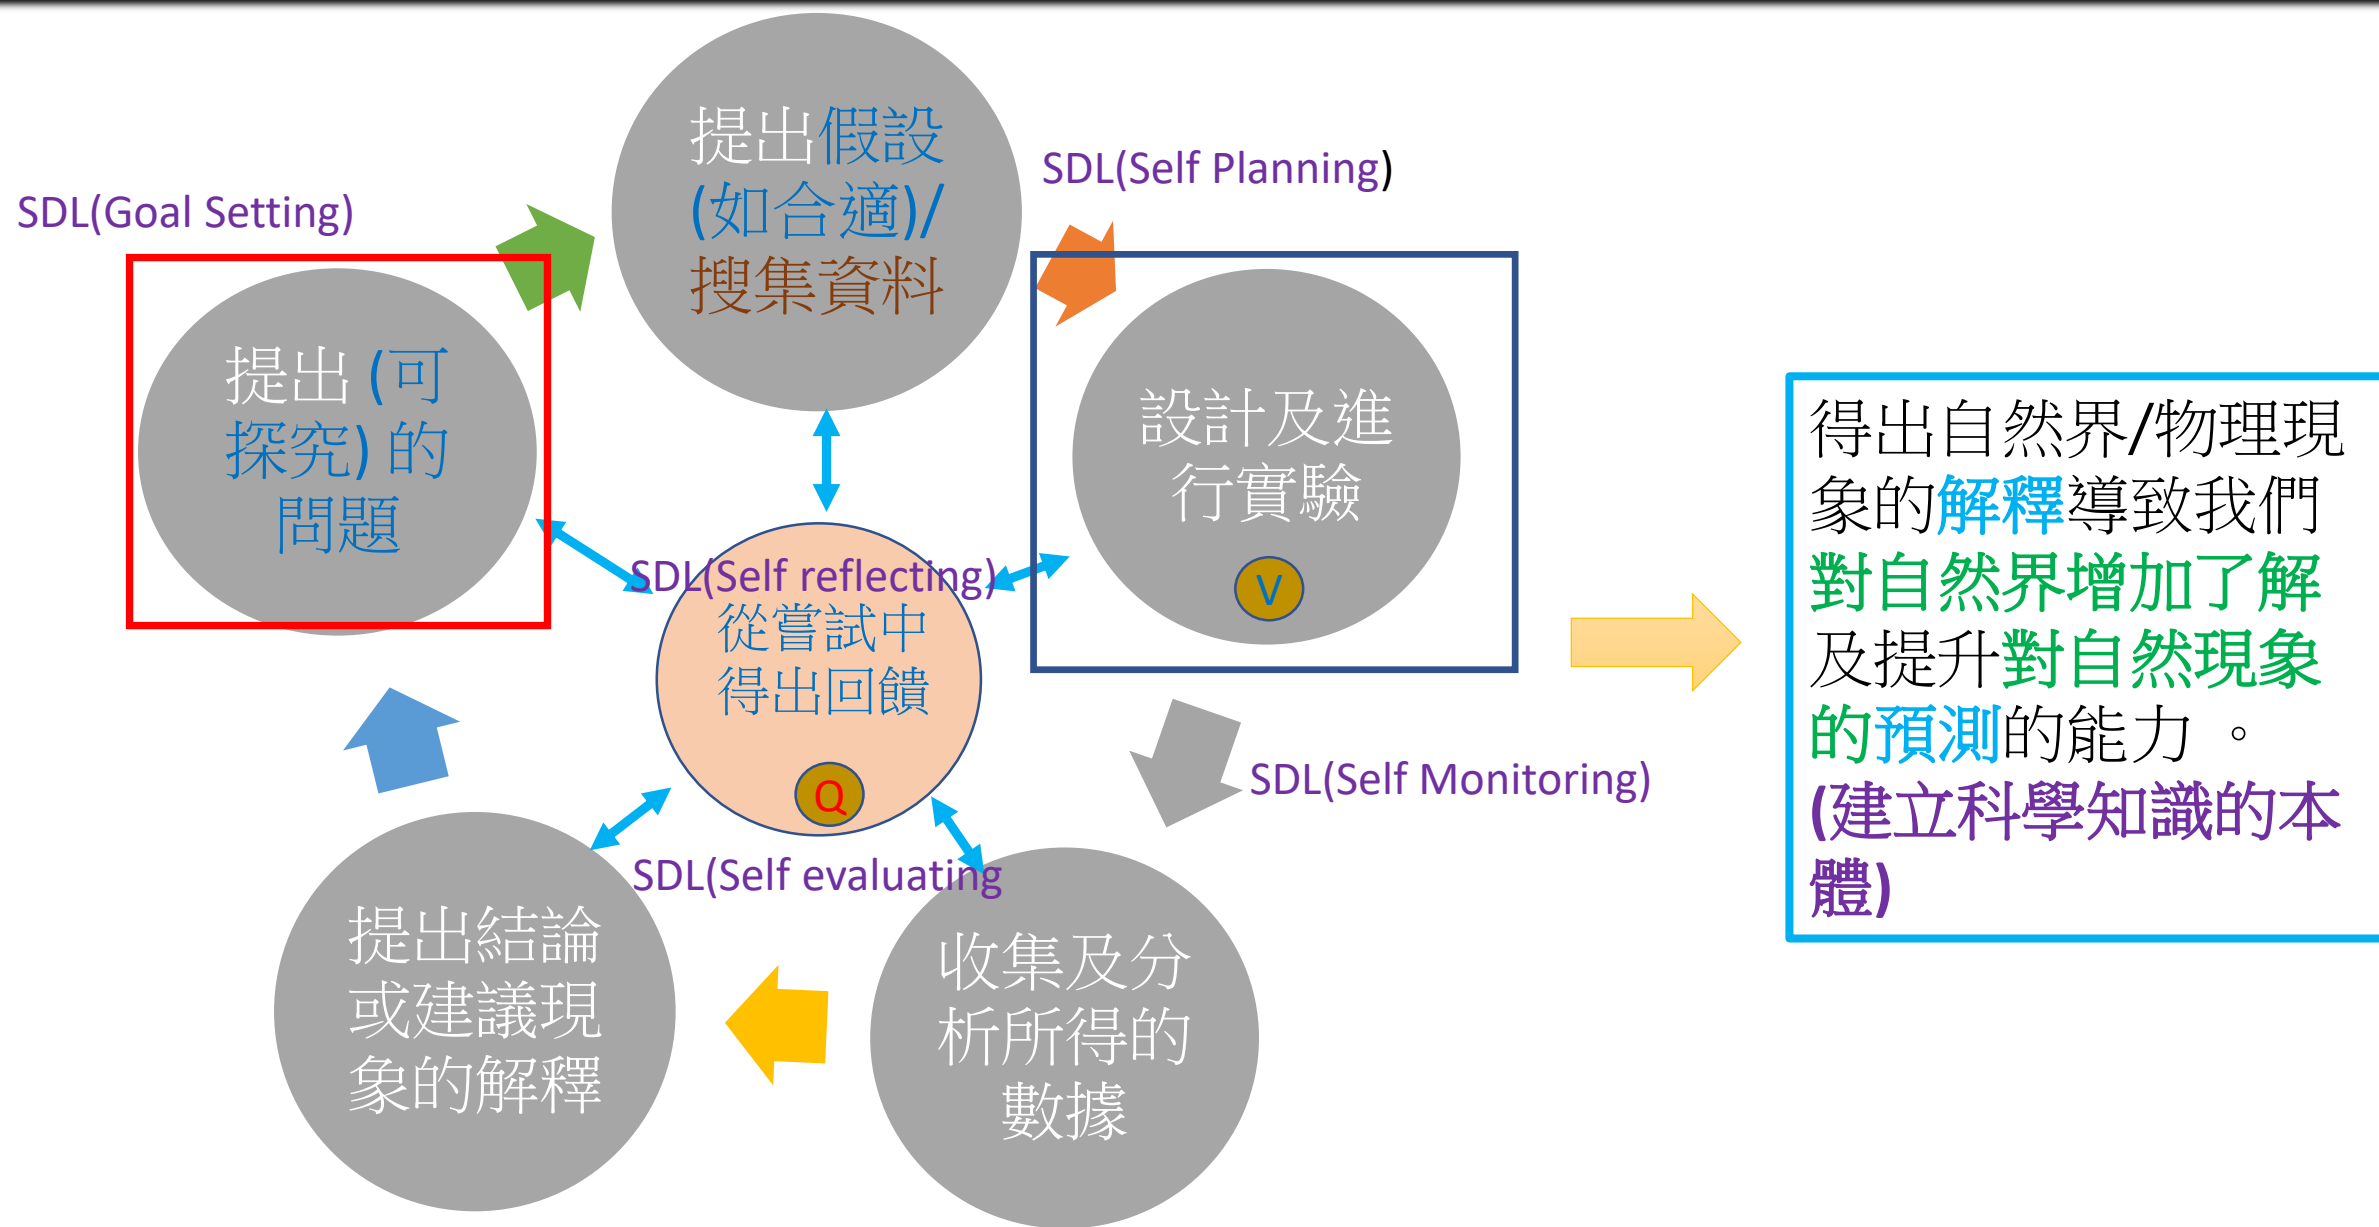 SDL(Goal Setting)
提出 (可
探究) 的
問題
提出假設
(如合適)/
搜集資料
SDL(Self Planning)
設計及進
行實驗
V
SDL(Self reflecting)
從嘗試中
得出回饋
Q
SDL(Self Monitoring)
SDL(Self evaluating
提出結論
或建議現
象的解釋
收集及分
析所得的
數據
得出自然界/物理現
象的解釋導致我們
對自然界增加了解
及提升對自然現象
的預測的能力 。
(建立科學知識的本
體)